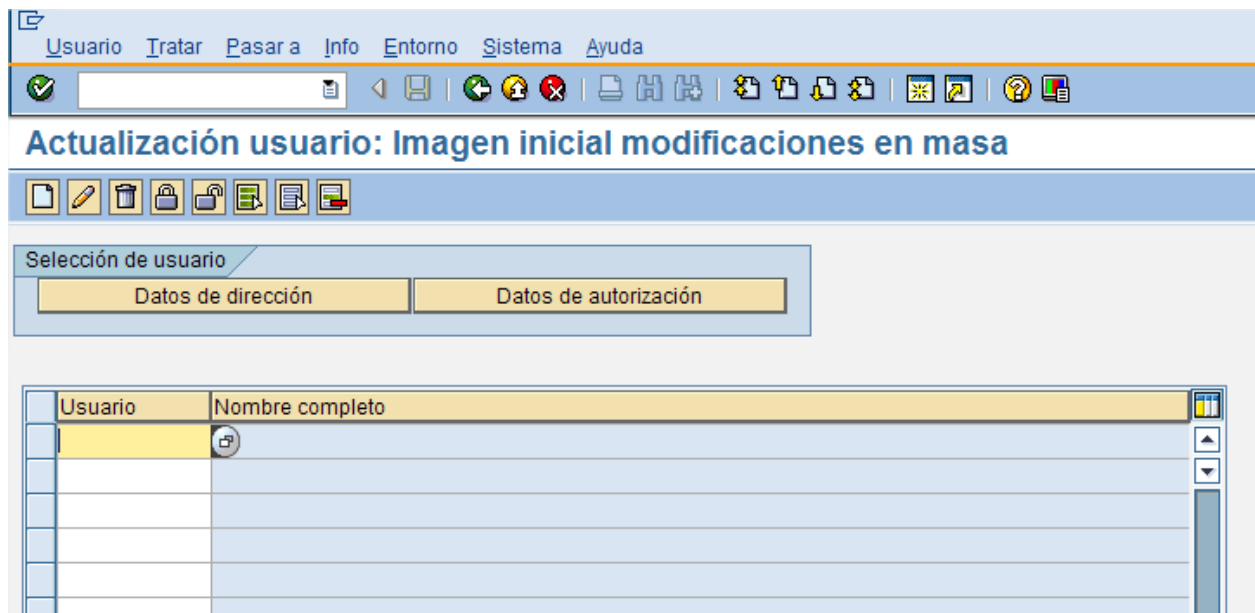 Usuario Tratar Pasar a Info Entorno Sistema Ayuda
Actualización usuario: Imagen inicial modificaciones en masa
Selección de usuario
Datos de dirección Datos de autorización
Usuario Nombre completo